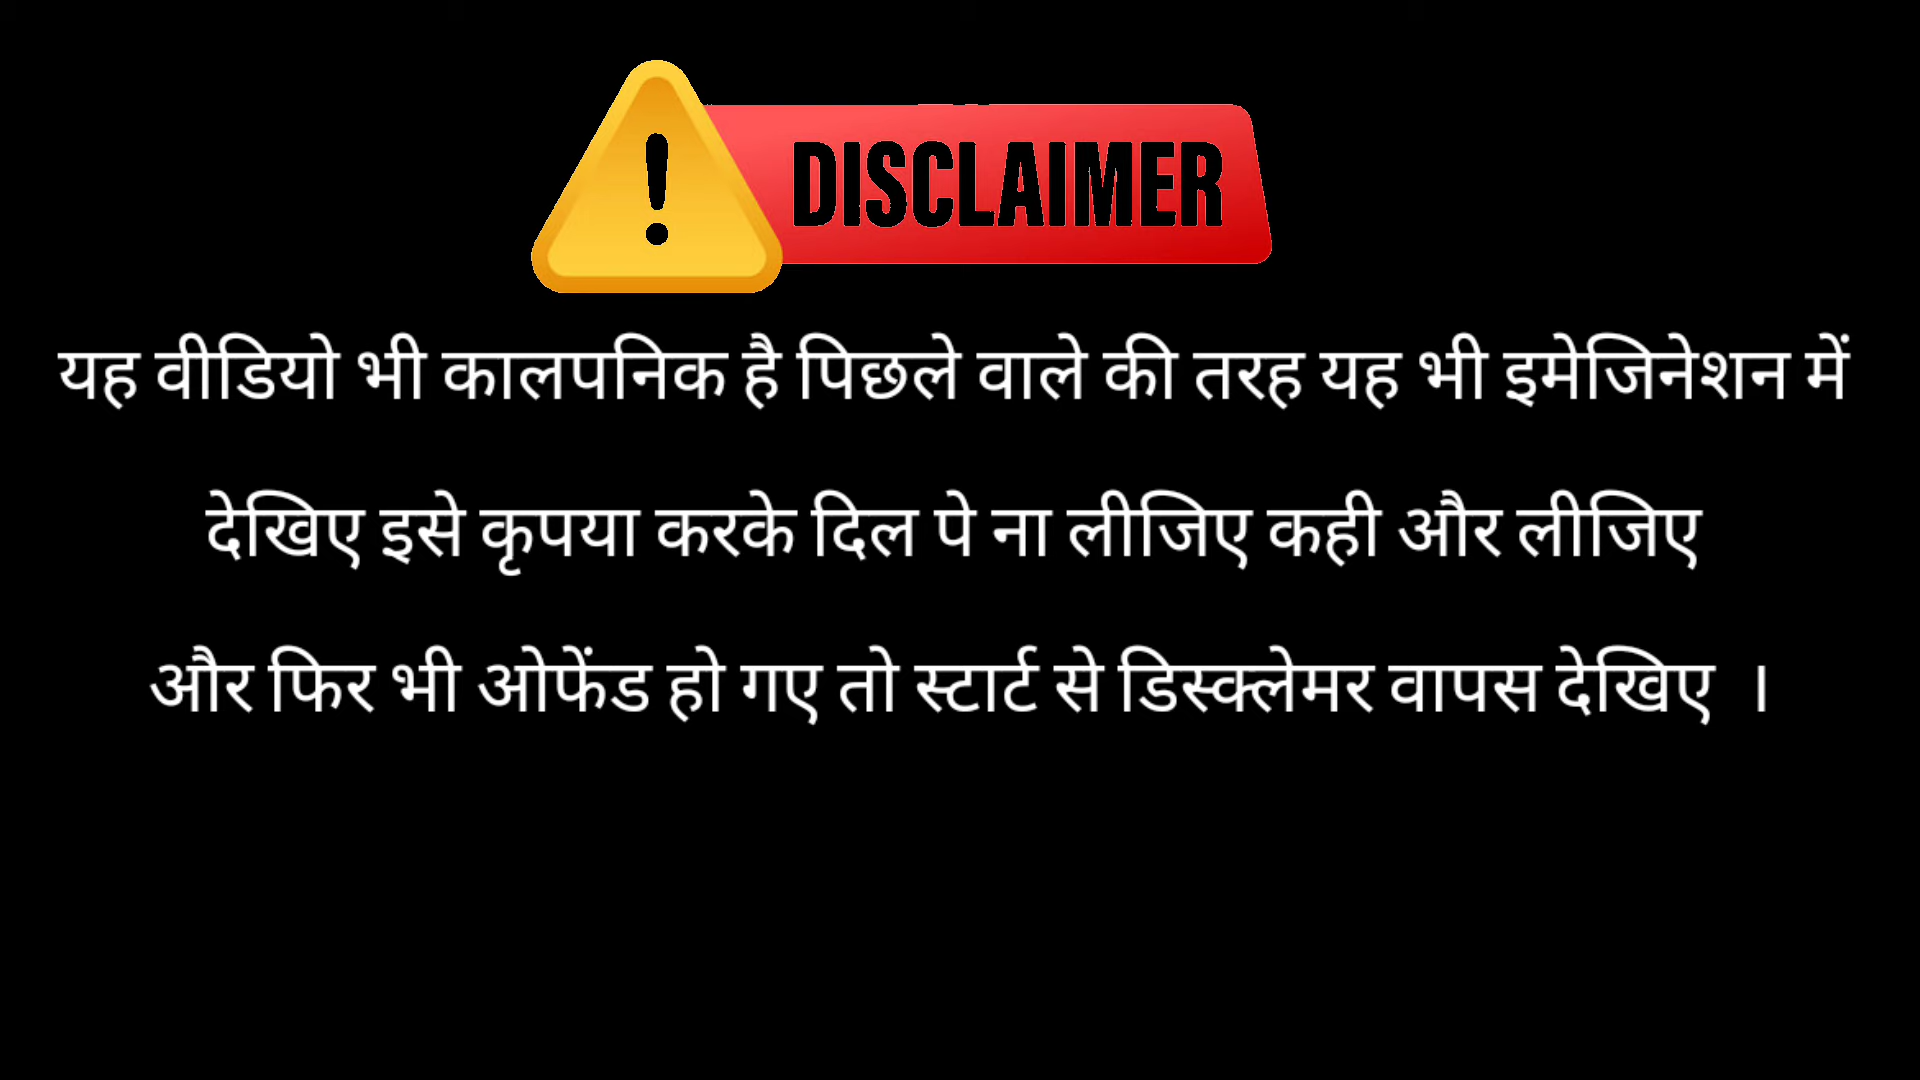 DISCLAIMER
यह वीडियो भी कालपनिक है पिछले वाले की तरह यह भी इमेजिनेशन में
देखिए इसे कृपया करके दिल पे ना लीजिए कही और लीजिए
और फिर भी ओफेंड हो गए तो स्टार्ट से डिस्क्लेमर वापस देखिए ।